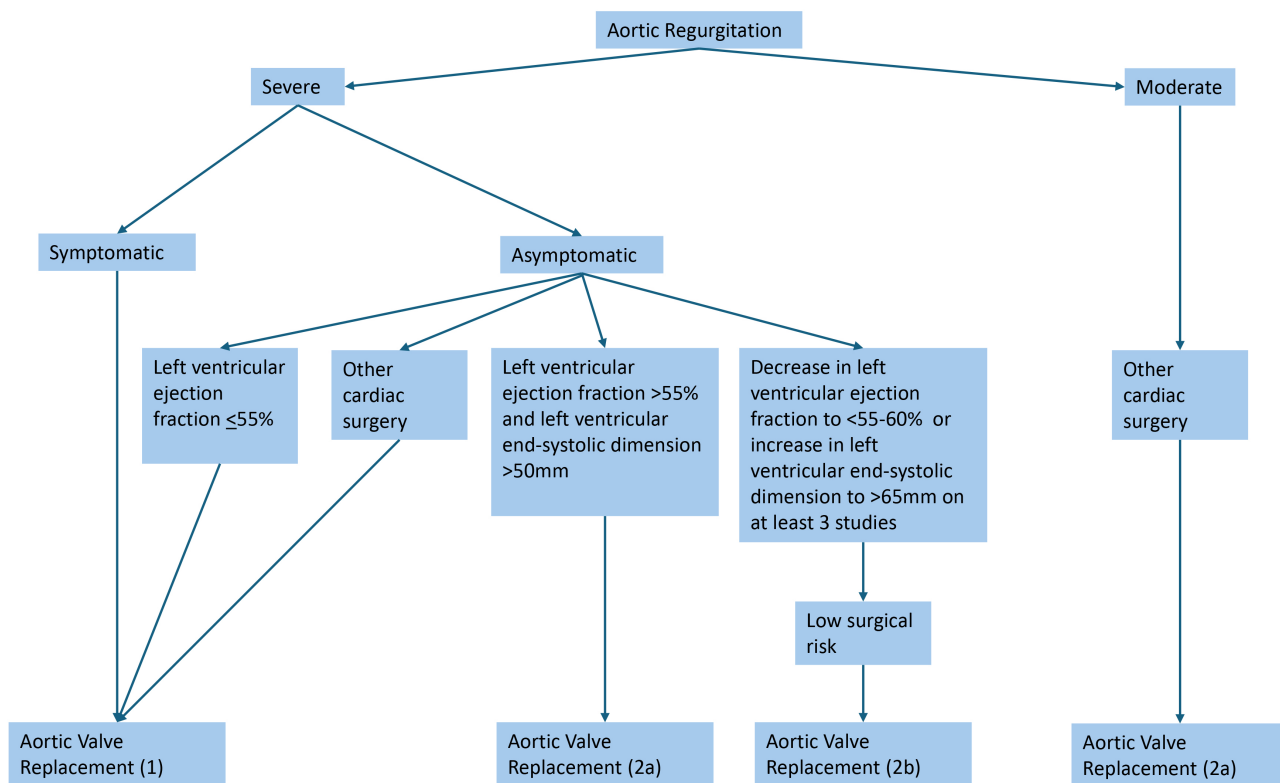 Aortic Regurgitation
Severe
Moderate
Symptomatic
Asymptomatic
Left ventricular
ejection
fraction ≤55%
Other
cardiac
surgery
Left ventricular
ejection fraction >55%
and left ventricular
end-systolic dimension
>50mm
Decrease in left
ventricular ejection
fraction to <55-60% or
increase in left
ventricular end-systolic
dimension to >65mm on
at least 3 studies
Other
cardiac
surgery
Low surgical
risk
Aortic Valve
Replacement (1)
Aortic Valve
Replacement (2a)
Aortic Valve
Replacement (2b)
Aortic Valve
Replacement (2a)